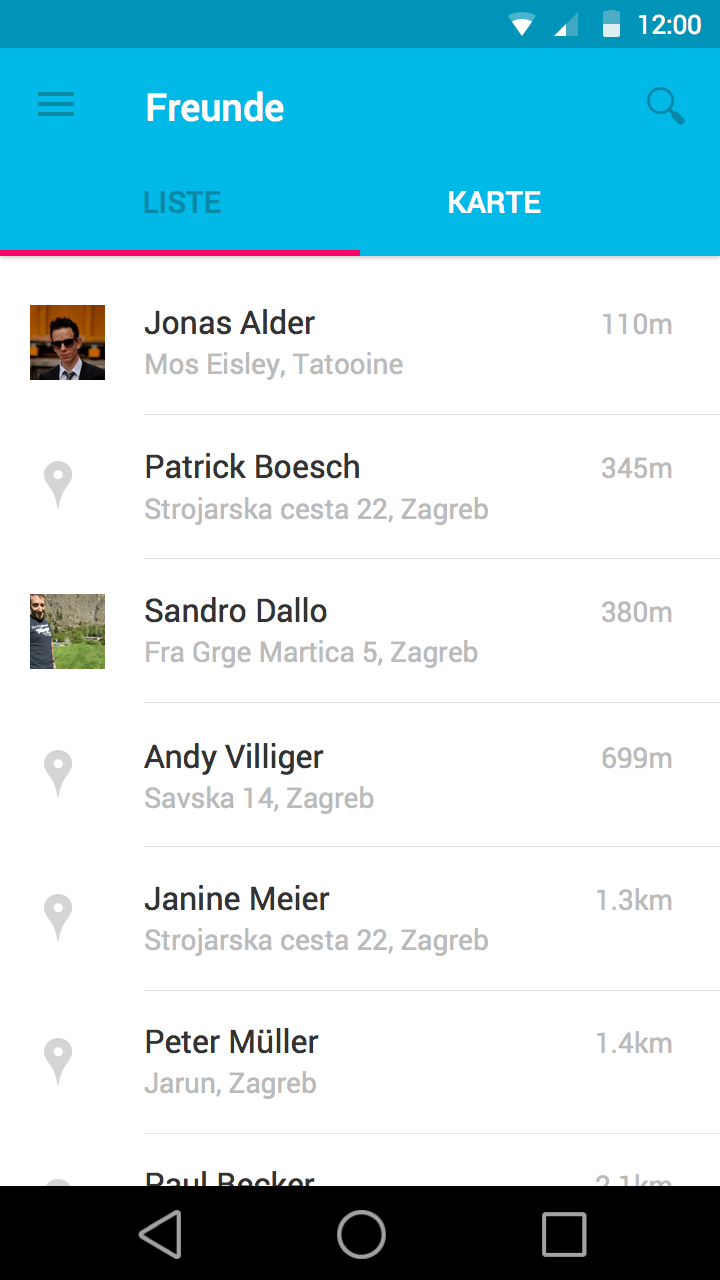 12:00
Freunde
LISTE KARTE
Jonas Alder 110m
Mos Eisley, Tatooine
Patrick Boesch 345m
Strojarska cesta 22, Zagreb
Sandro Dallo 380m
Fra Grge Martica 5, Zagreb
Andy Villiger 699m
Savska 14, Zagreb
Janine Meier 1.3km
Strojarska cesta 22, Zagreb
Peter Müller 1.4km
Jarun, Zagreb
Paul Becker 2.1km